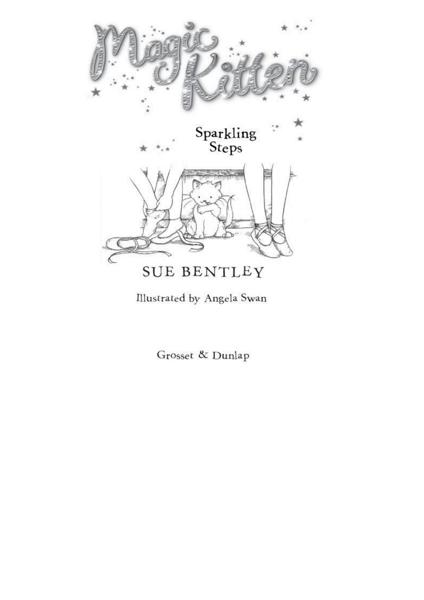 Magic
Kitten
Sparkling
Steps
SUE BENTLEY
Illustrated by Angela Swan
Grosset & Dunlap